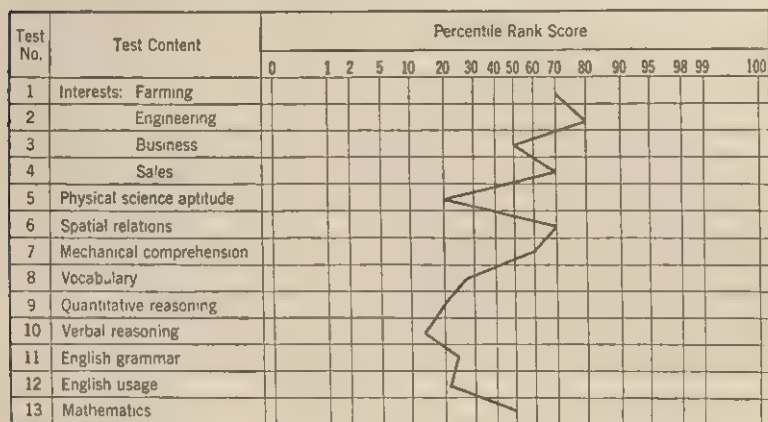 Test No. Test Content Percentile Rank Score
0 1 2 5 10 20 30 40 50 60 70 80 90 95 98 99 100
1 Interests: Farming
2 Engineering
3 Business
4 Sales
5 Physical science aptitude
6 Spatial relations
7 Mechanical comprehension
8 Vocabulary
9 Quantitative reasoning
10 Verbal reasoning
11 English grammar
12 English usage
13 Mathematics